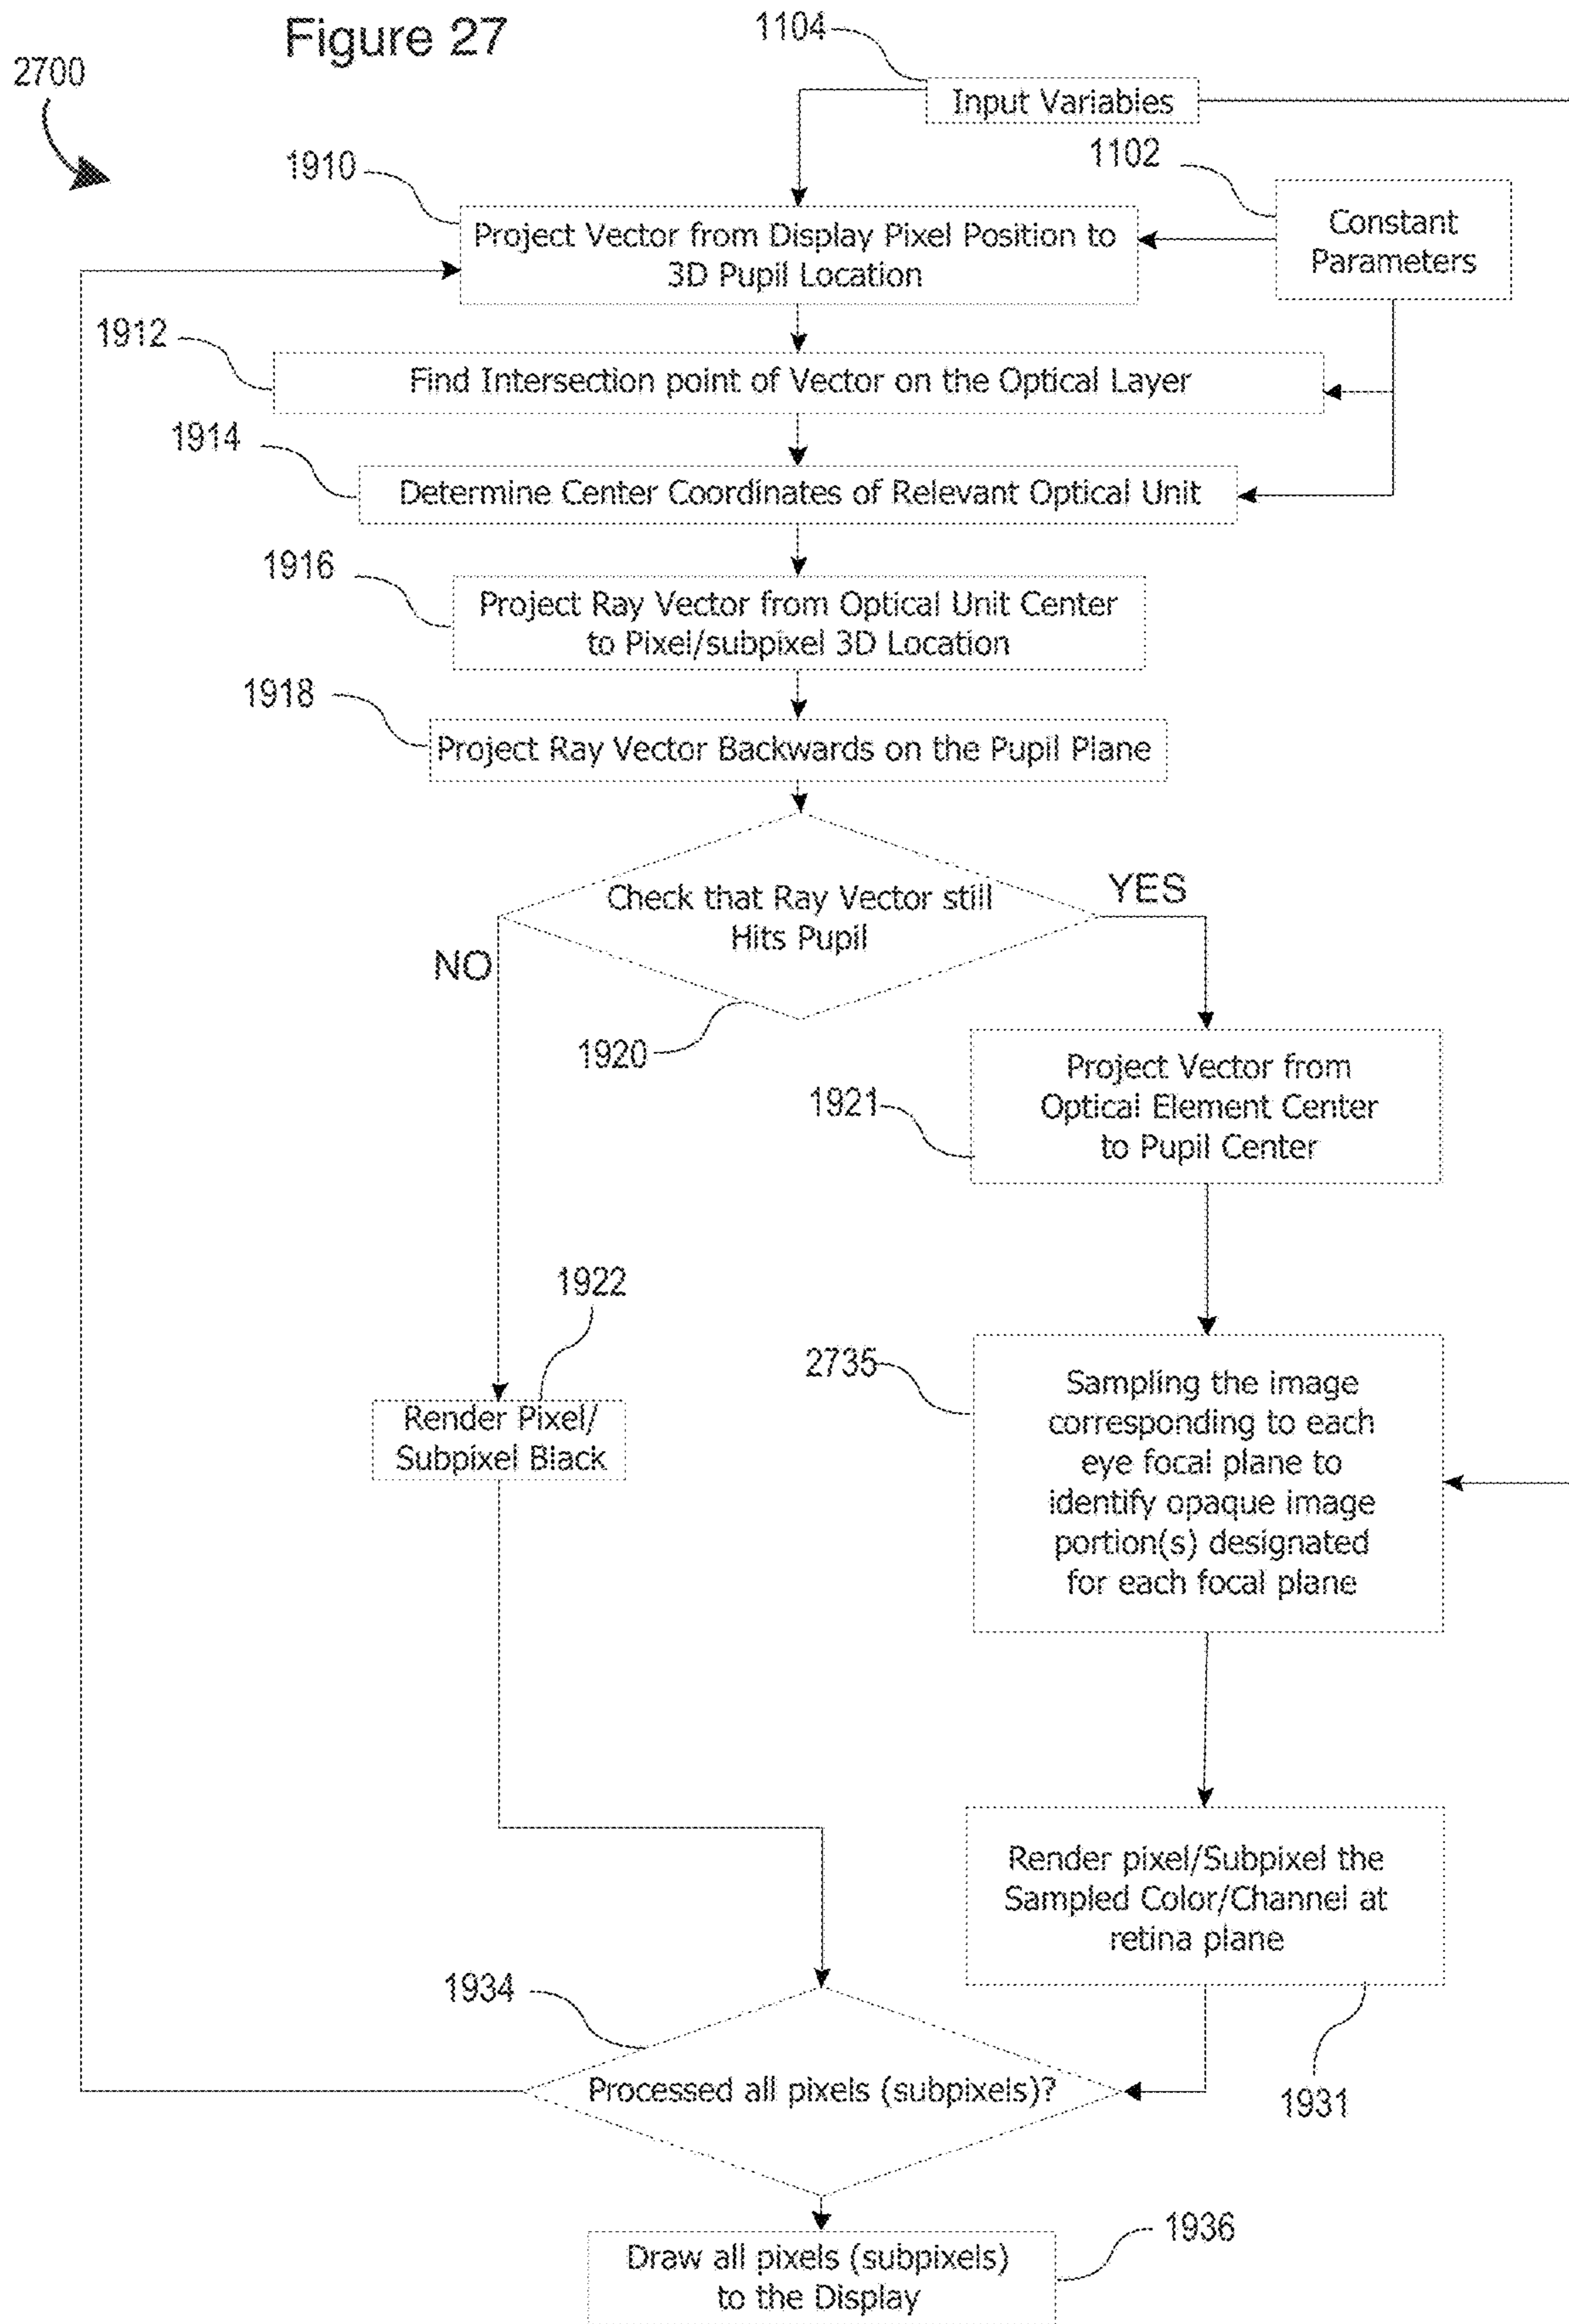 Figure 27
2700
1104
Input Variables
1102
Constant
Parameters
1910
Project Vector from Display Pixel Position to
3D Pupil Location
1912
Find Intersection point of Vector on the Optical Layer
1914
Determine Center Coordinates of Relevant Optical Unit
1916
Project Ray Vector from Optical Unit Center
to Pixel/subpixel 3D Location
1918
Project Ray Vector Backwards on the Pupil Plane
Check that Ray Vector still
Hits Pupil
YES
NO
1920
Project Vector from
Optical Element Center
to Pupil Center
1921
1922
Render Pixel/
Subpixel Black
2735
Sampling the image
corresponding to each
eye focal plane to
identify opaque image
portion(s) designated
for each focal plane
Render pixel/Subpixel the
Sampled Color/Channel at
retina plane
1931
1934
Processed all pixels (subpixels)?
1936
Draw all pixels (subpixels)
to the Display